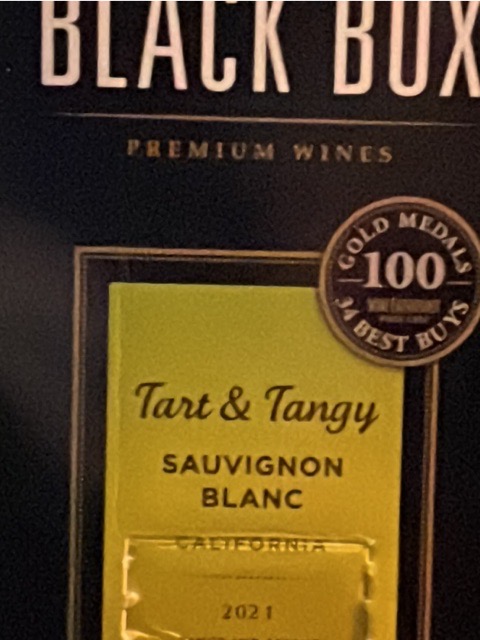 BLACK BOX
PREMIUM WINES
GOLD MEDALS
100
34 BEST BUYS
Tart & Tangy
SAUVIGNON
BLANC
CALIFORNIA
2021